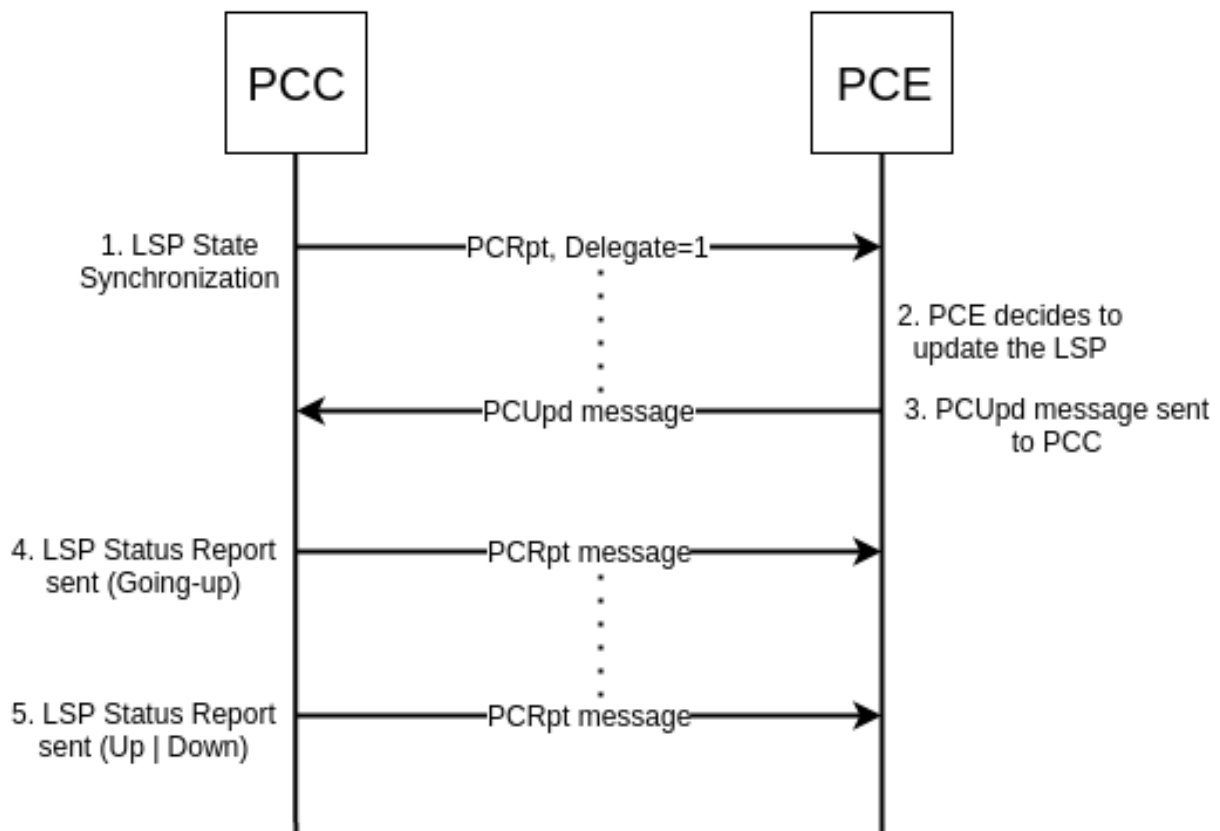 PCC
PCE
1. LSP State
Synchronization
PCRpt, Delegate=1
2. PCE decides to
update the LSP
PCUpd message
3. PCUpd message sent
to PCC
4. LSP Status Report
sent (Going-up)
PCRpt message
5. LSP Status Report
sent (Up | Down)
PCRpt message